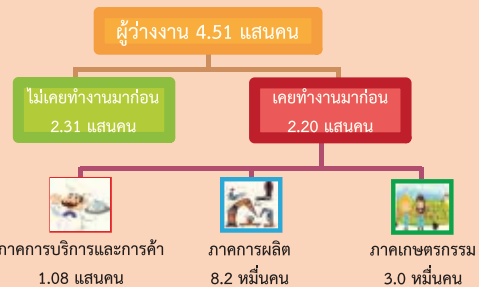 ผู้ว่างงาน 4.51 แสนคน
ไม่เคยทำงานมาก่อน
2.31 แสนคน
เคยทำงานมาก่อน
2.20 แสนคน
ภาคการบริการและการค้า
1.08 แสนคน
ภาคการผลิต
8.2 หมื่นคน
ภาคเกษตรกรรม
3.0 หมื่นคน